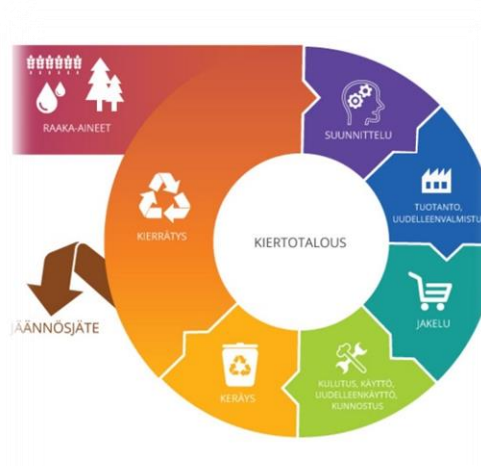 RAAKA-AINEET
SUUNNITTELU
TUOTANTO,
UUDELLEENVALMISTU
KIERRÄTYS
KIERTOTALOUS
JAKELU
JÄÄNNÖSJÄTE
KERÄYS
KULUTUS, KÄYTTÖ,
UUDELLEENKÄYTTÖ,
KUNNOSTUS